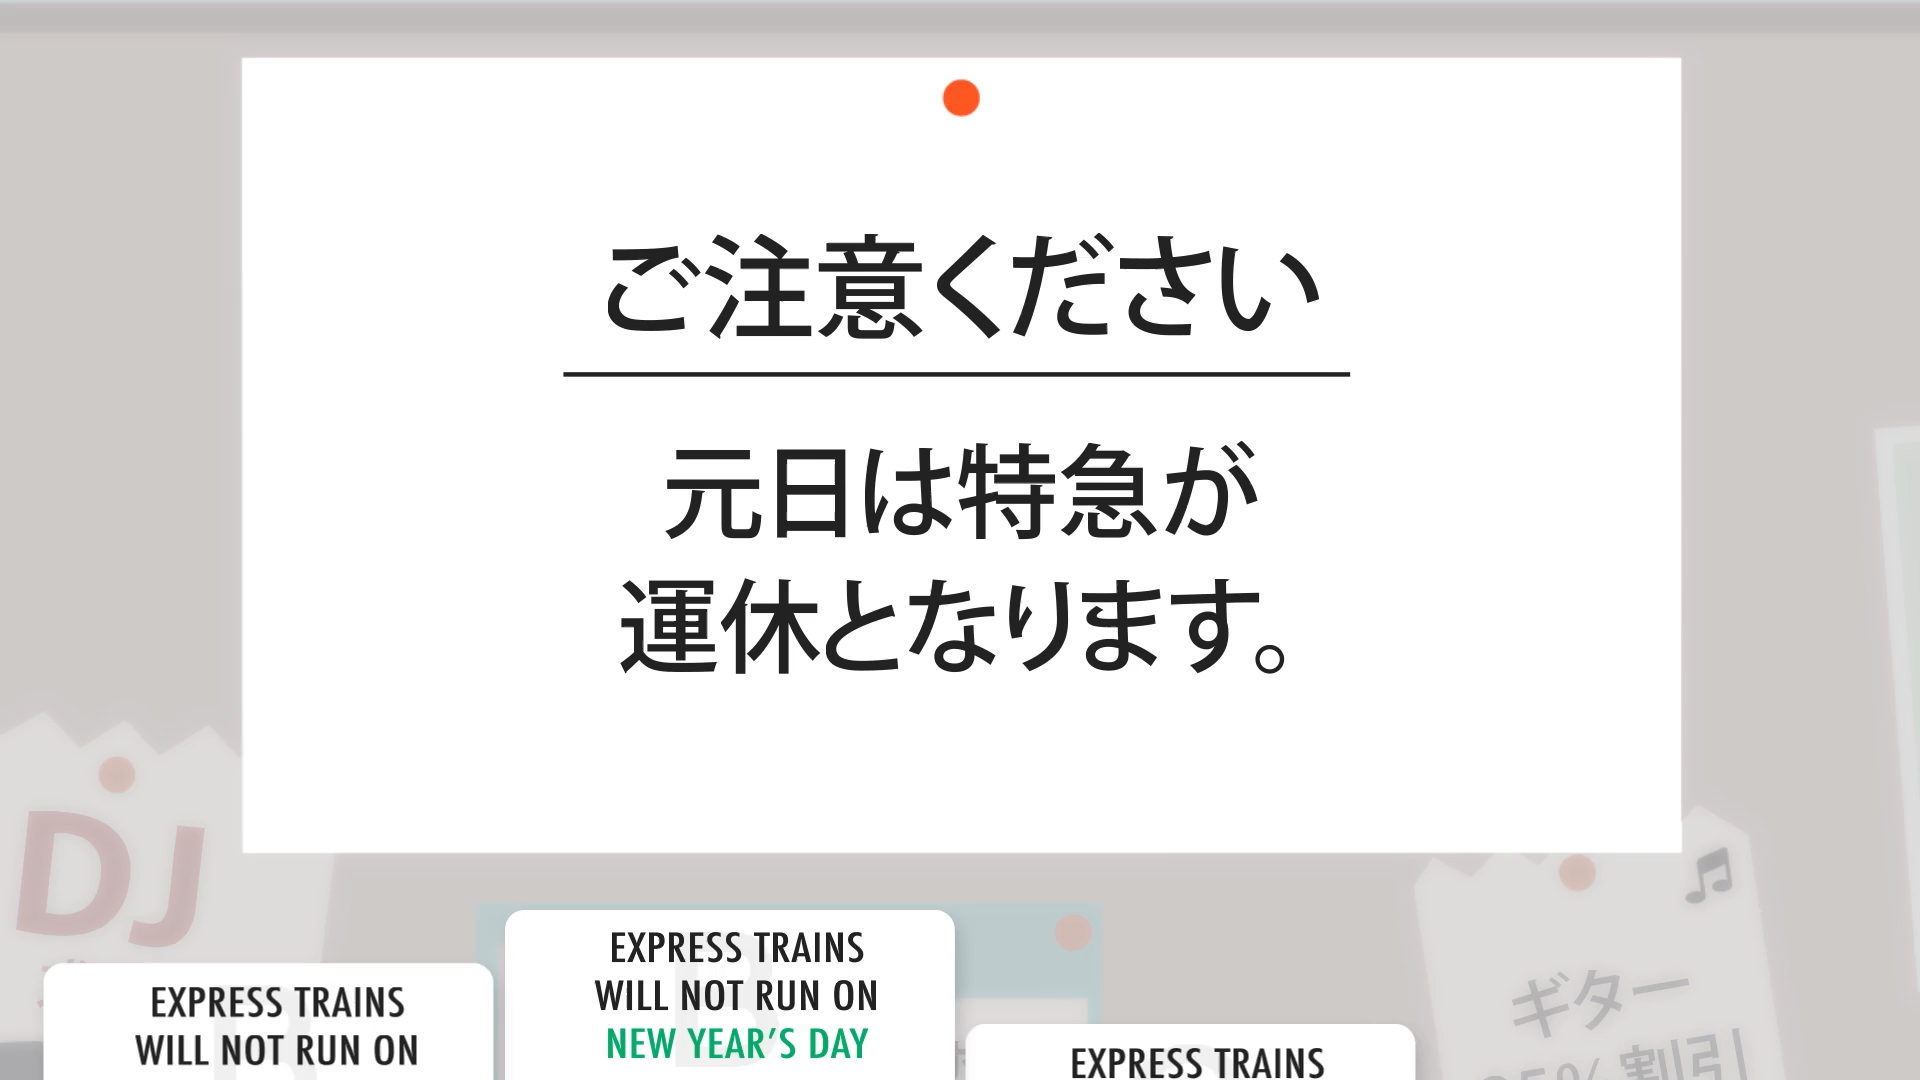 ご注意ください
元日は特急が
運休となります。
DJ
EXPRESS TRAINS
WILL NOT RUN ON
EXPRESS TRAINS
WILL NOT RUN ON
NEW YEAR’S DAY
EXPRESS TRAINS
ギター
割引